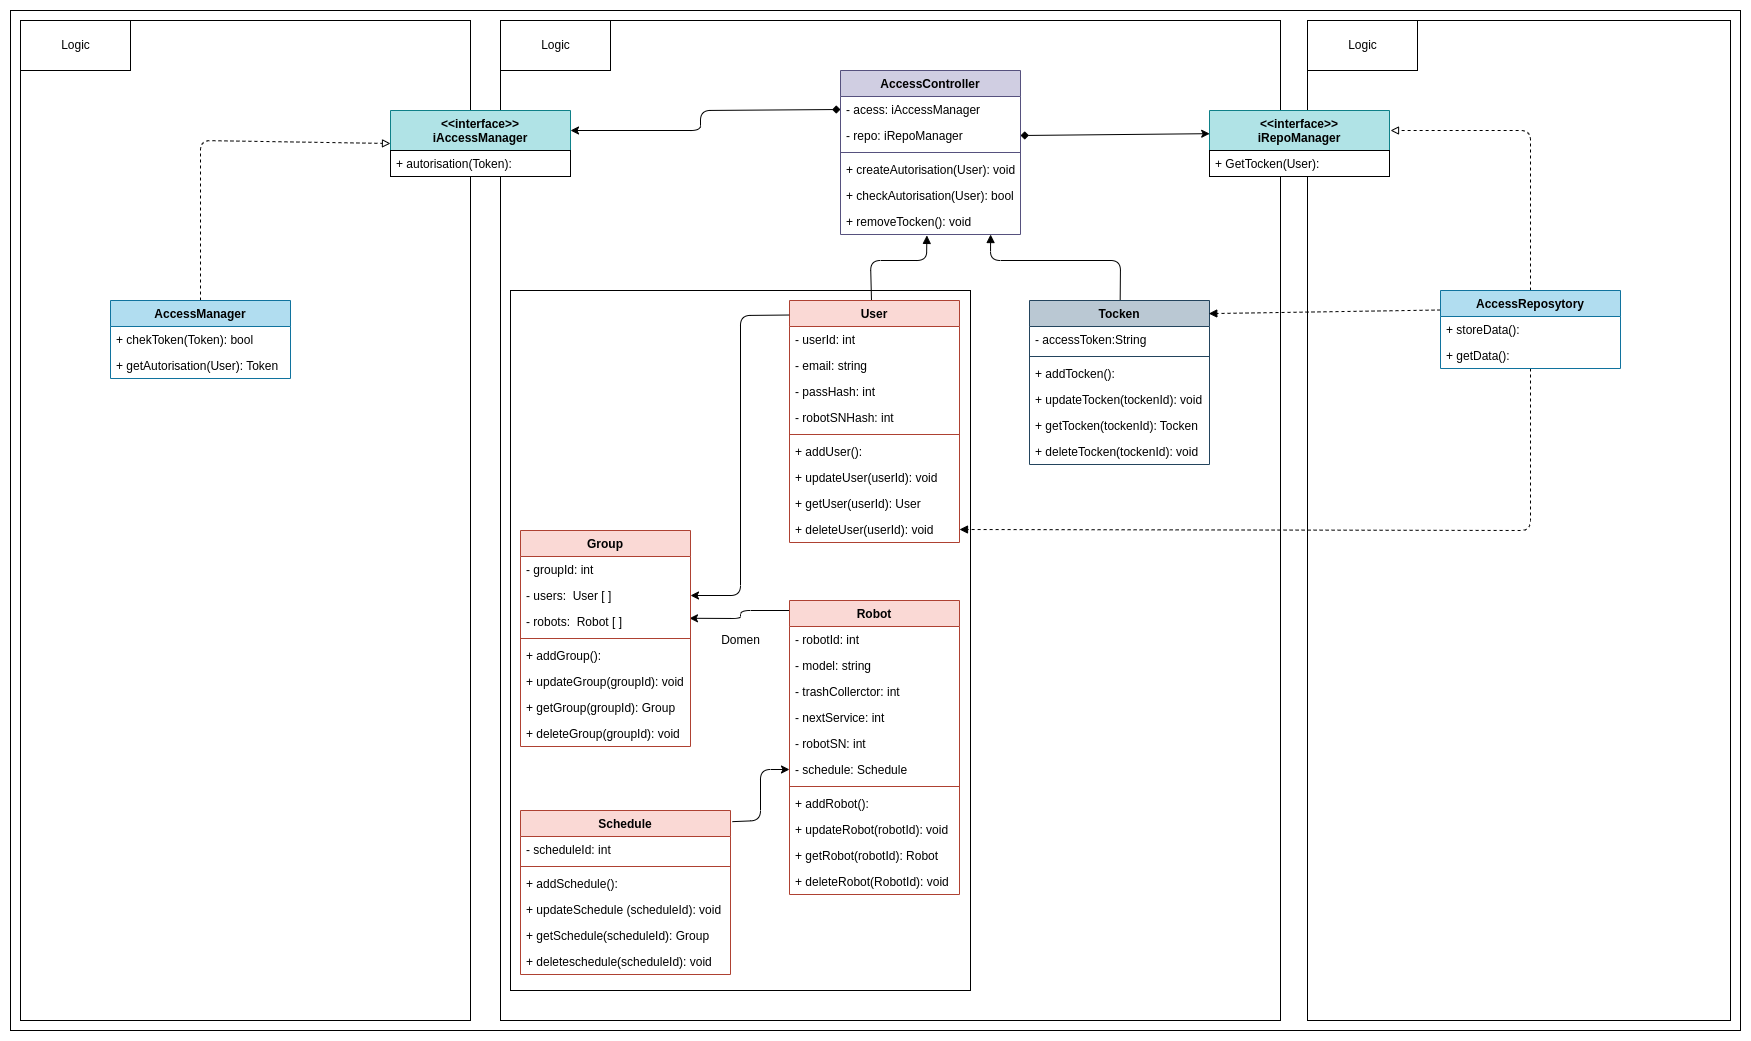 Logic
Logic
Logic
<<interface>>
iAccessManager
+ autorisation(Token):
AccessController
- acess: iAccessManager
- repo: iRepoManager
+ createAutorisation(User): void
+ checkAutorisation(User): bool
+ removeTocken(): void
<<interface>>
iRepoManager
+ GetTocken(User):
AccessManager
+ chekToken(Token): bool
+ getAutorisation(User): Token
User
- userId: int
- email: string
- passHash: int
- robotSNHash: int
+ addUser():
+ updateUser(userId): void
+ getUser(userId): User
+ deleteUser(userId): void
Tocken
- accessToken:String
+ addTocken():
+ updateTocken(tockenId): void
+ getTocken(tockenId): Tocken
+ deleteTocken(tockenId): void
AccessReposytory
+ storeData():
+ getData():
Group
- groupId: int
- users:  User [ ]
- robots:  Robot [ ]
+ addGroup():
+ updateGroup(groupId): void
+ getGroup(groupId): Group
+ deleteGroup(groupId): void
Domen
Robot
- robotId: int
- model: string
- trashCollerctor: int
- nextService: int
- robotSN: int
- schedule: Schedule
+ addRobot():
+ updateRobot(robotId): void
+ getRobot(robotId): Robot
+ deleteRobot(RobotId): void
Schedule
- scheduleId: int
+ addSchedule():
+ updateSchedule (scheduleId): void
+ getSchedule(scheduleId): Group
+ deleteschedule(scheduleId): void